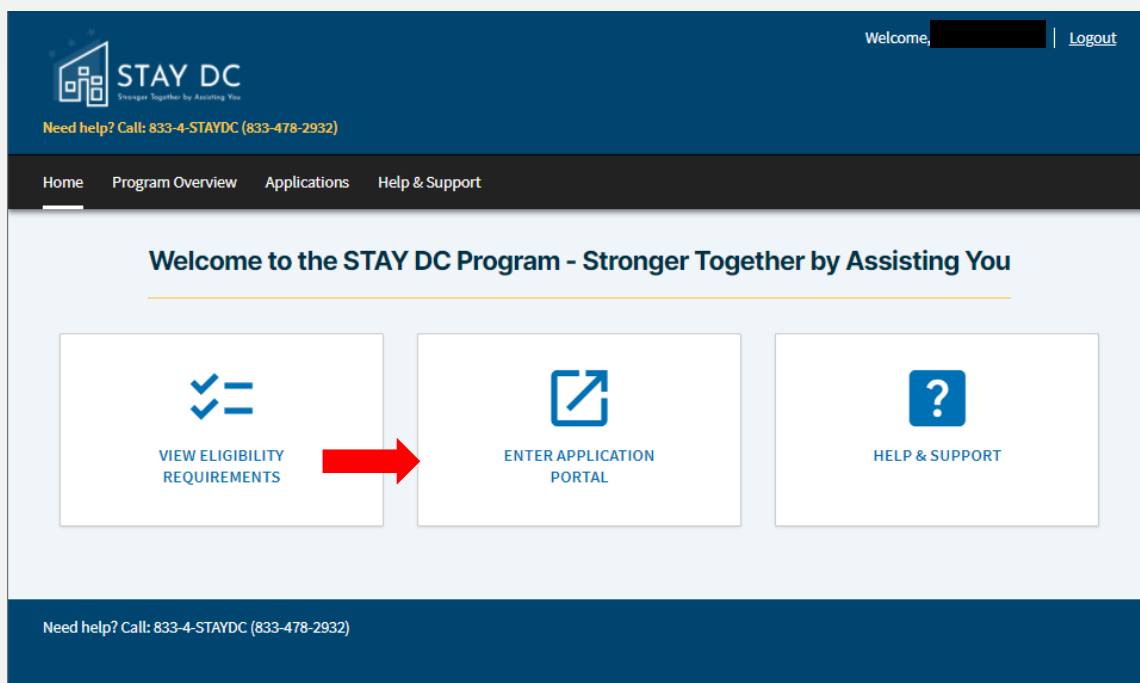 Welcome, | Logout
STAY DC
Stronger Together by Assisting You
Need help? Call: 833-4-STAYDC (833-478-2932)
Home Program Overview Applications Help & Support
Welcome to the STAY DC Program - Stronger Together by Assisting You
VIEW ELIGIBILITY
REQUIREMENTS
ENTER APPLICATION
PORTAL
HELP & SUPPORT
Need help? Call: 833-4-STAYDC (833-478-2932)